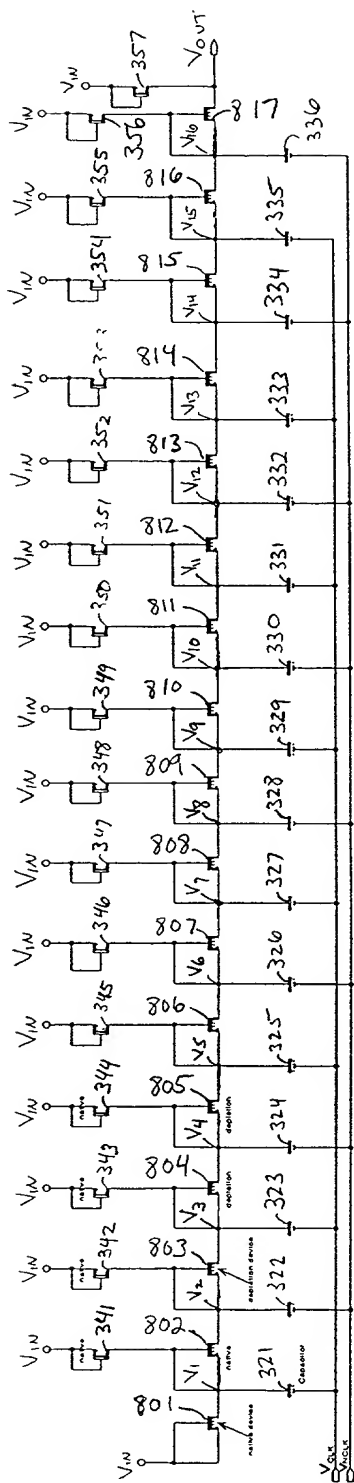 VIN VIN VIN VIN VIN VIN VIN VIN VIN VIN VIN VIN VIN VIN VIN VIN VIN
native native native native
341 342 343 344 345 346 347 348 349 350 351 352 354 355 356 357
801 802 803 804 805 806 807 808 809 810 811 812 813 814 815 816 817
VIN V1 V2 V3 V4 V5 V6 V7 V8 V9 V10 V11 V12 V13 V14 V15 V16 VOUT
native device native depletion device depletion depletion
321 322 323 324 325 326 327 328 329 330 331 332 333 334 335 336
Capacitor
VCLK
VNCLK